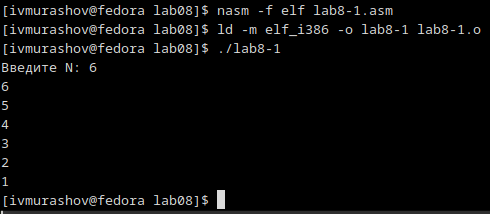 [ivmurashov@fedora lab08]$ nasm -f elf lab8-1.asm
[ivmurashov@fedora lab08]$ ld -m elf_i386 -o lab8-1 lab8-1.o
[ivmurashov@fedora lab08]$ ./lab8-1
Введите N: 6
6
5
4
3
2
1
[ivmurashov@fedora lab08]$